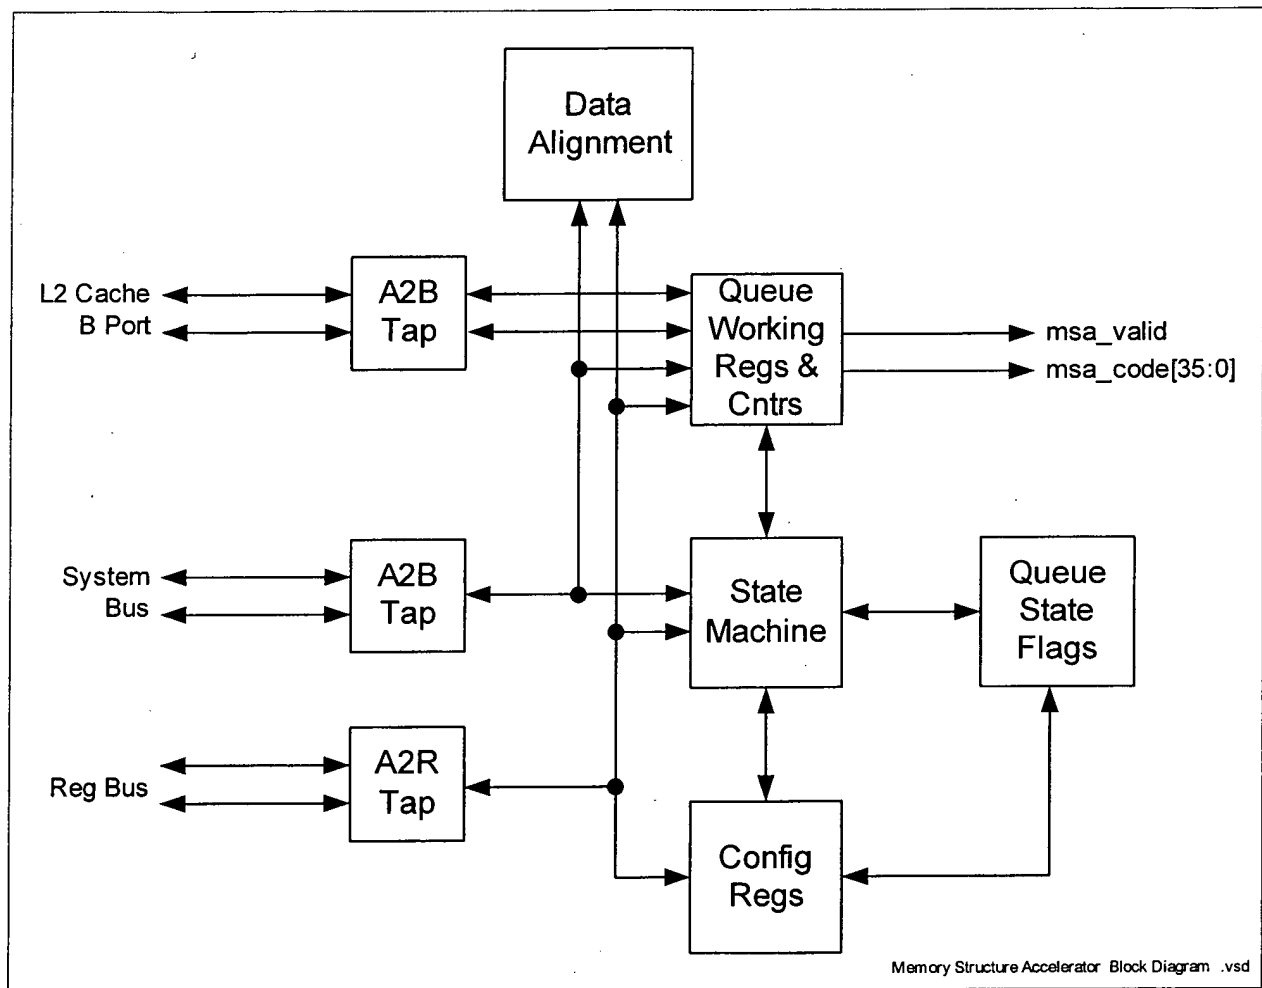 Data
Alignment
L2 Cache
B Port
A2B
Tap
Queue
Working
Regs &
Cntrs
msa_valid
msa_code[35:0]
System
Bus
A2B
Tap
State
Machine
Queue
State
Flags
Reg Bus
A2R
Tap
Config
Regs
Memory Structure Accelerator Block Diagram .vsd